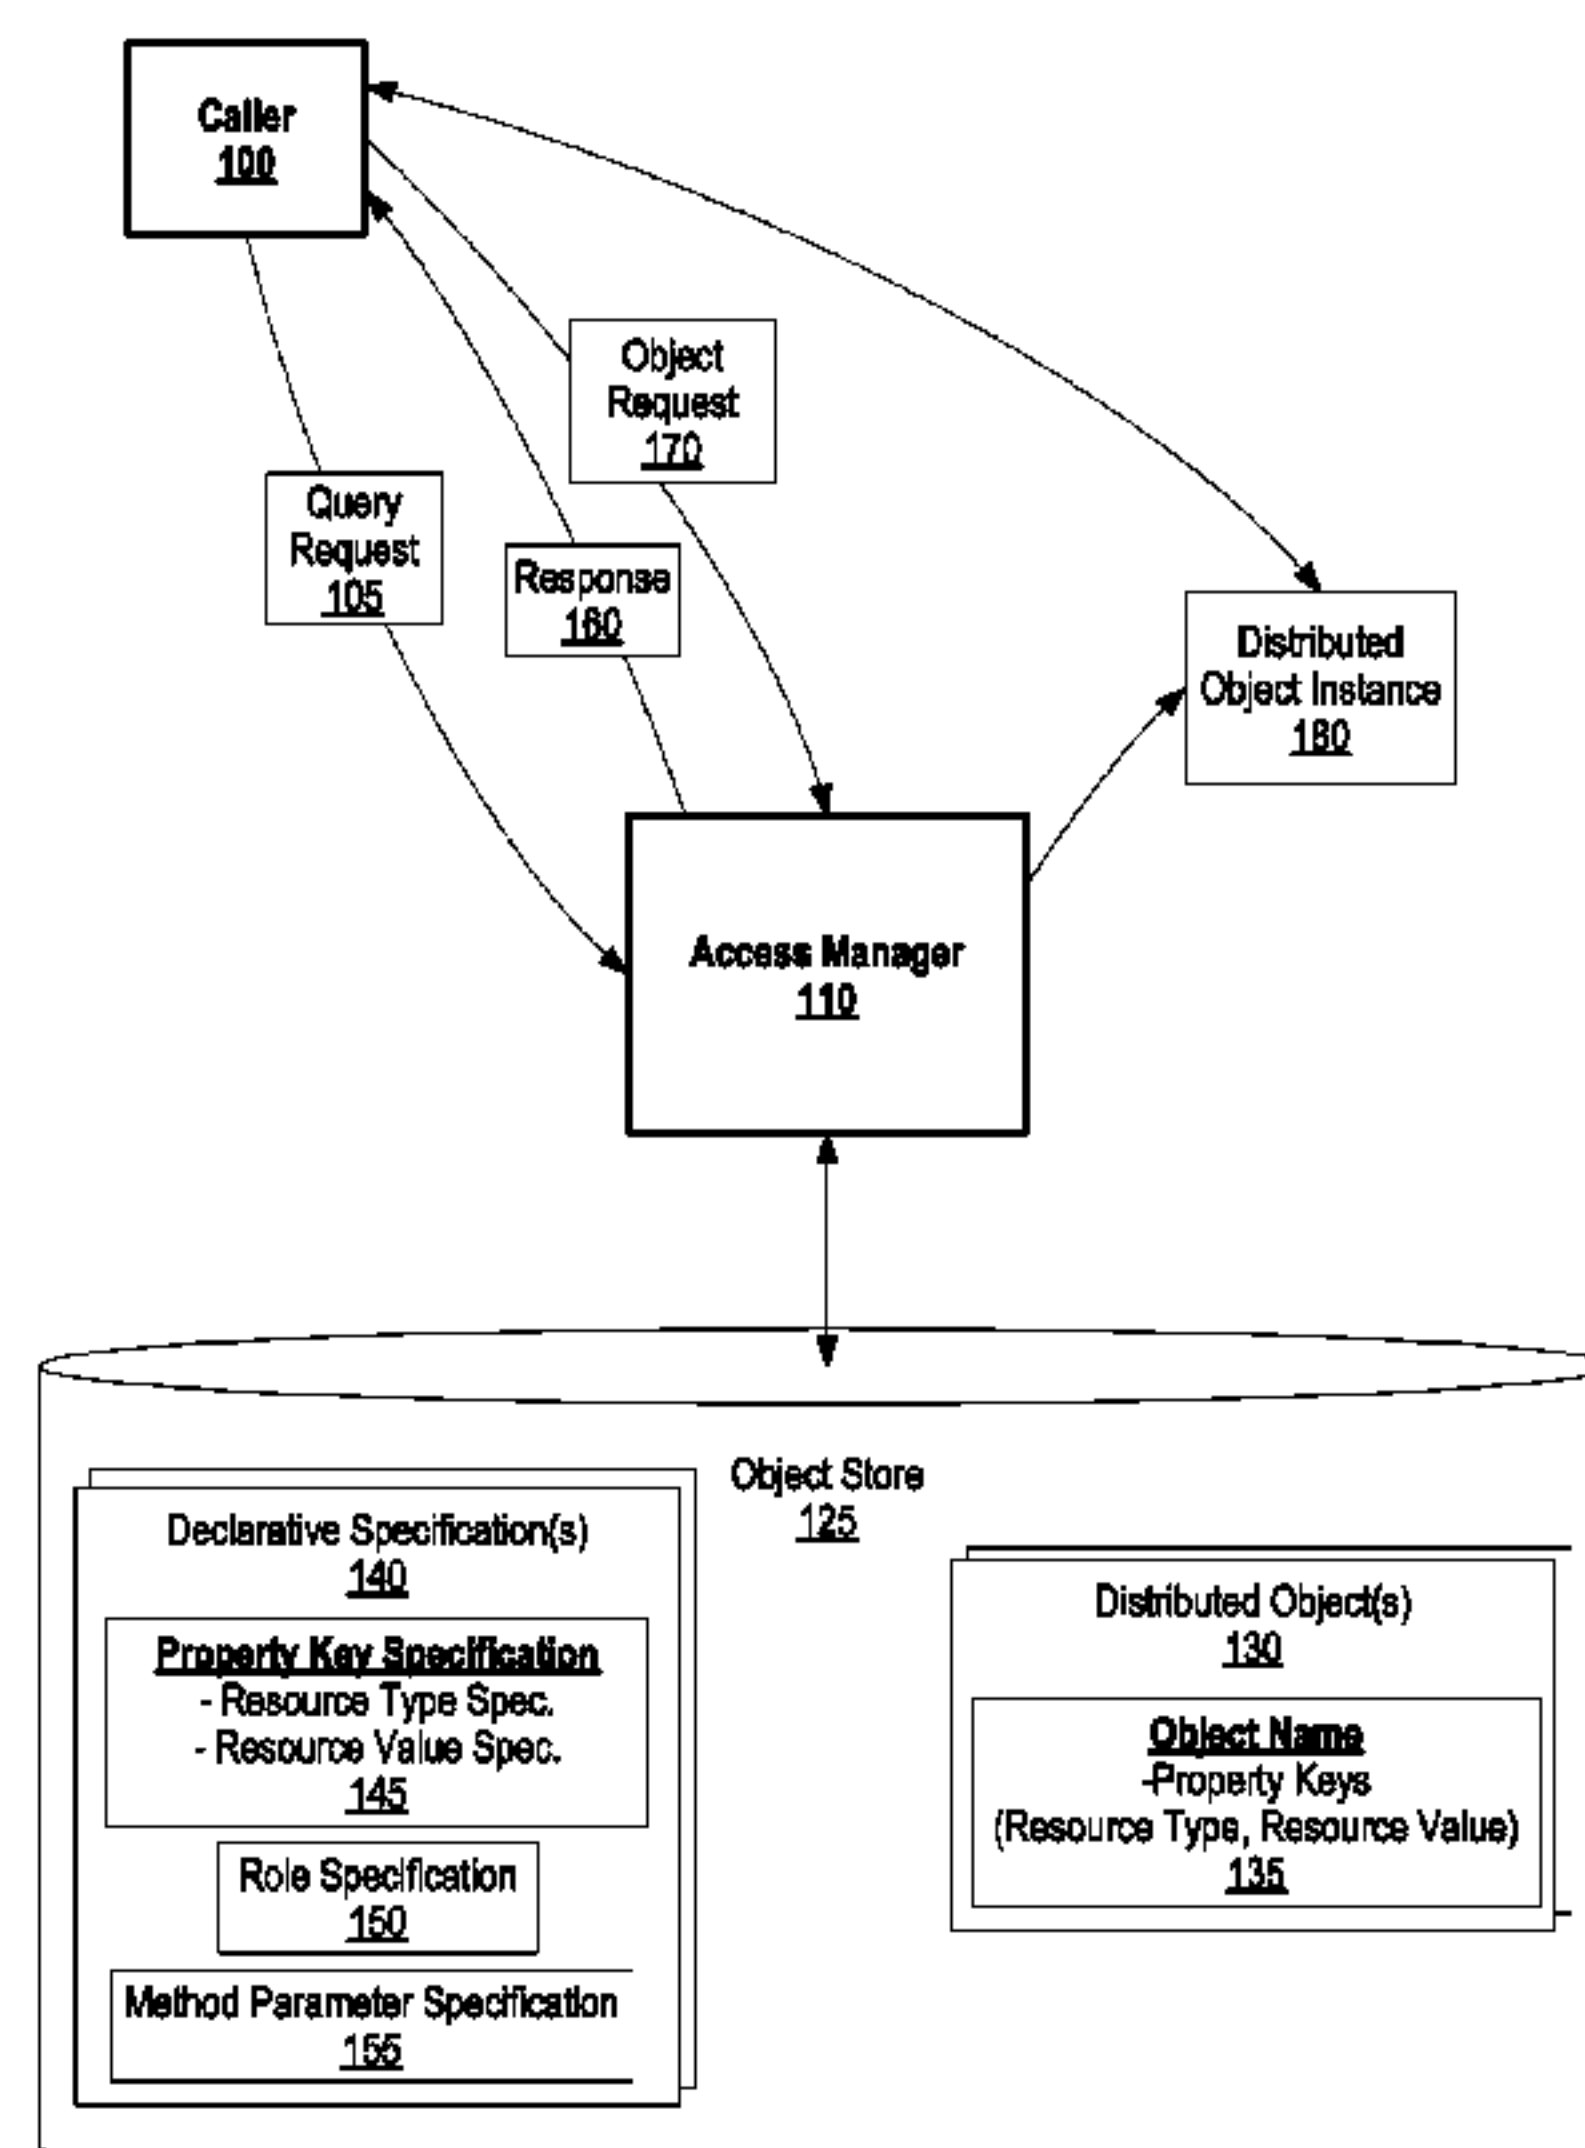 Caller
100
Object
Request
170
Query
Request
105
Response
160
Distributed
Object Instance
180
Access Manager
110
Object Store
125
Declarative Specification(s)
140
Property Key Specification
- Resource Type Spec.
- Resource Value Spec.
145
Role Specification
150
Method Parameter Specification
155
Distributed Object(s)
130
Object Name
-Property Keys
(Resource Type, Resource Value)
135